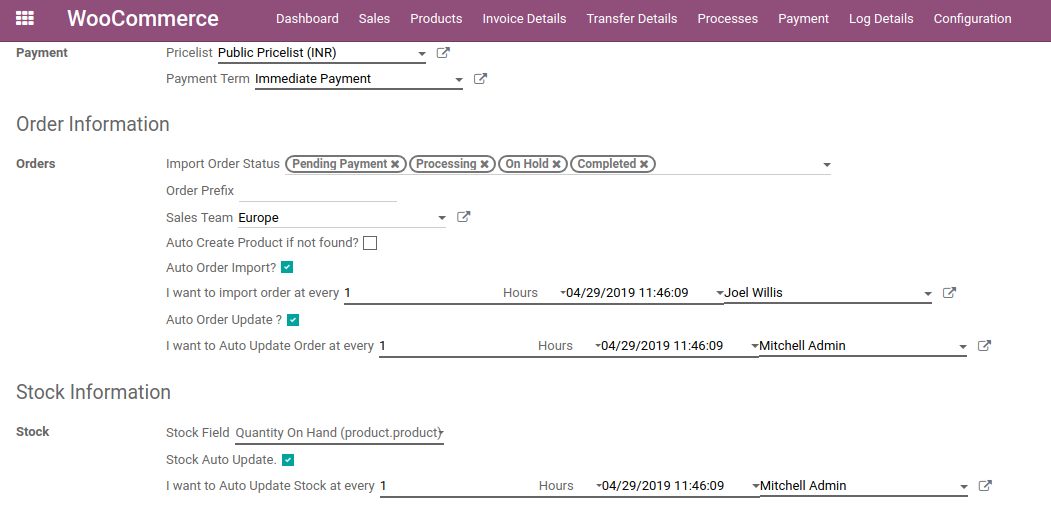 WooCommerce Dashboard Sales Products Invoice Details Transfer Details Processes Payment Log Details Configuration
Payment Pricelist Public Pricelist (INR)
Payment Term Immediate Payment
Order Information
Orders Import Order Status Pending Payment ✖ Processing ✖ On Hold ✖ Completed ✖
Order Prefix
Sales Team Europe
Auto Create Product if not found?
Auto Order Import?
I want to import order at every 1 Hours 04/29/2019 11:46:09 Joel Willis
Auto Order Update ?
I want to Auto Update Order at every 1 Hours 04/29/2019 11:46:09 Mitchell Admin
Stock Information
Stock Stock Field Quantity On Hand (product.product)
Stock Auto Update.
I want to Auto Update Stock at every 1 Hours 04/29/2019 11:46:09 Mitchell Admin